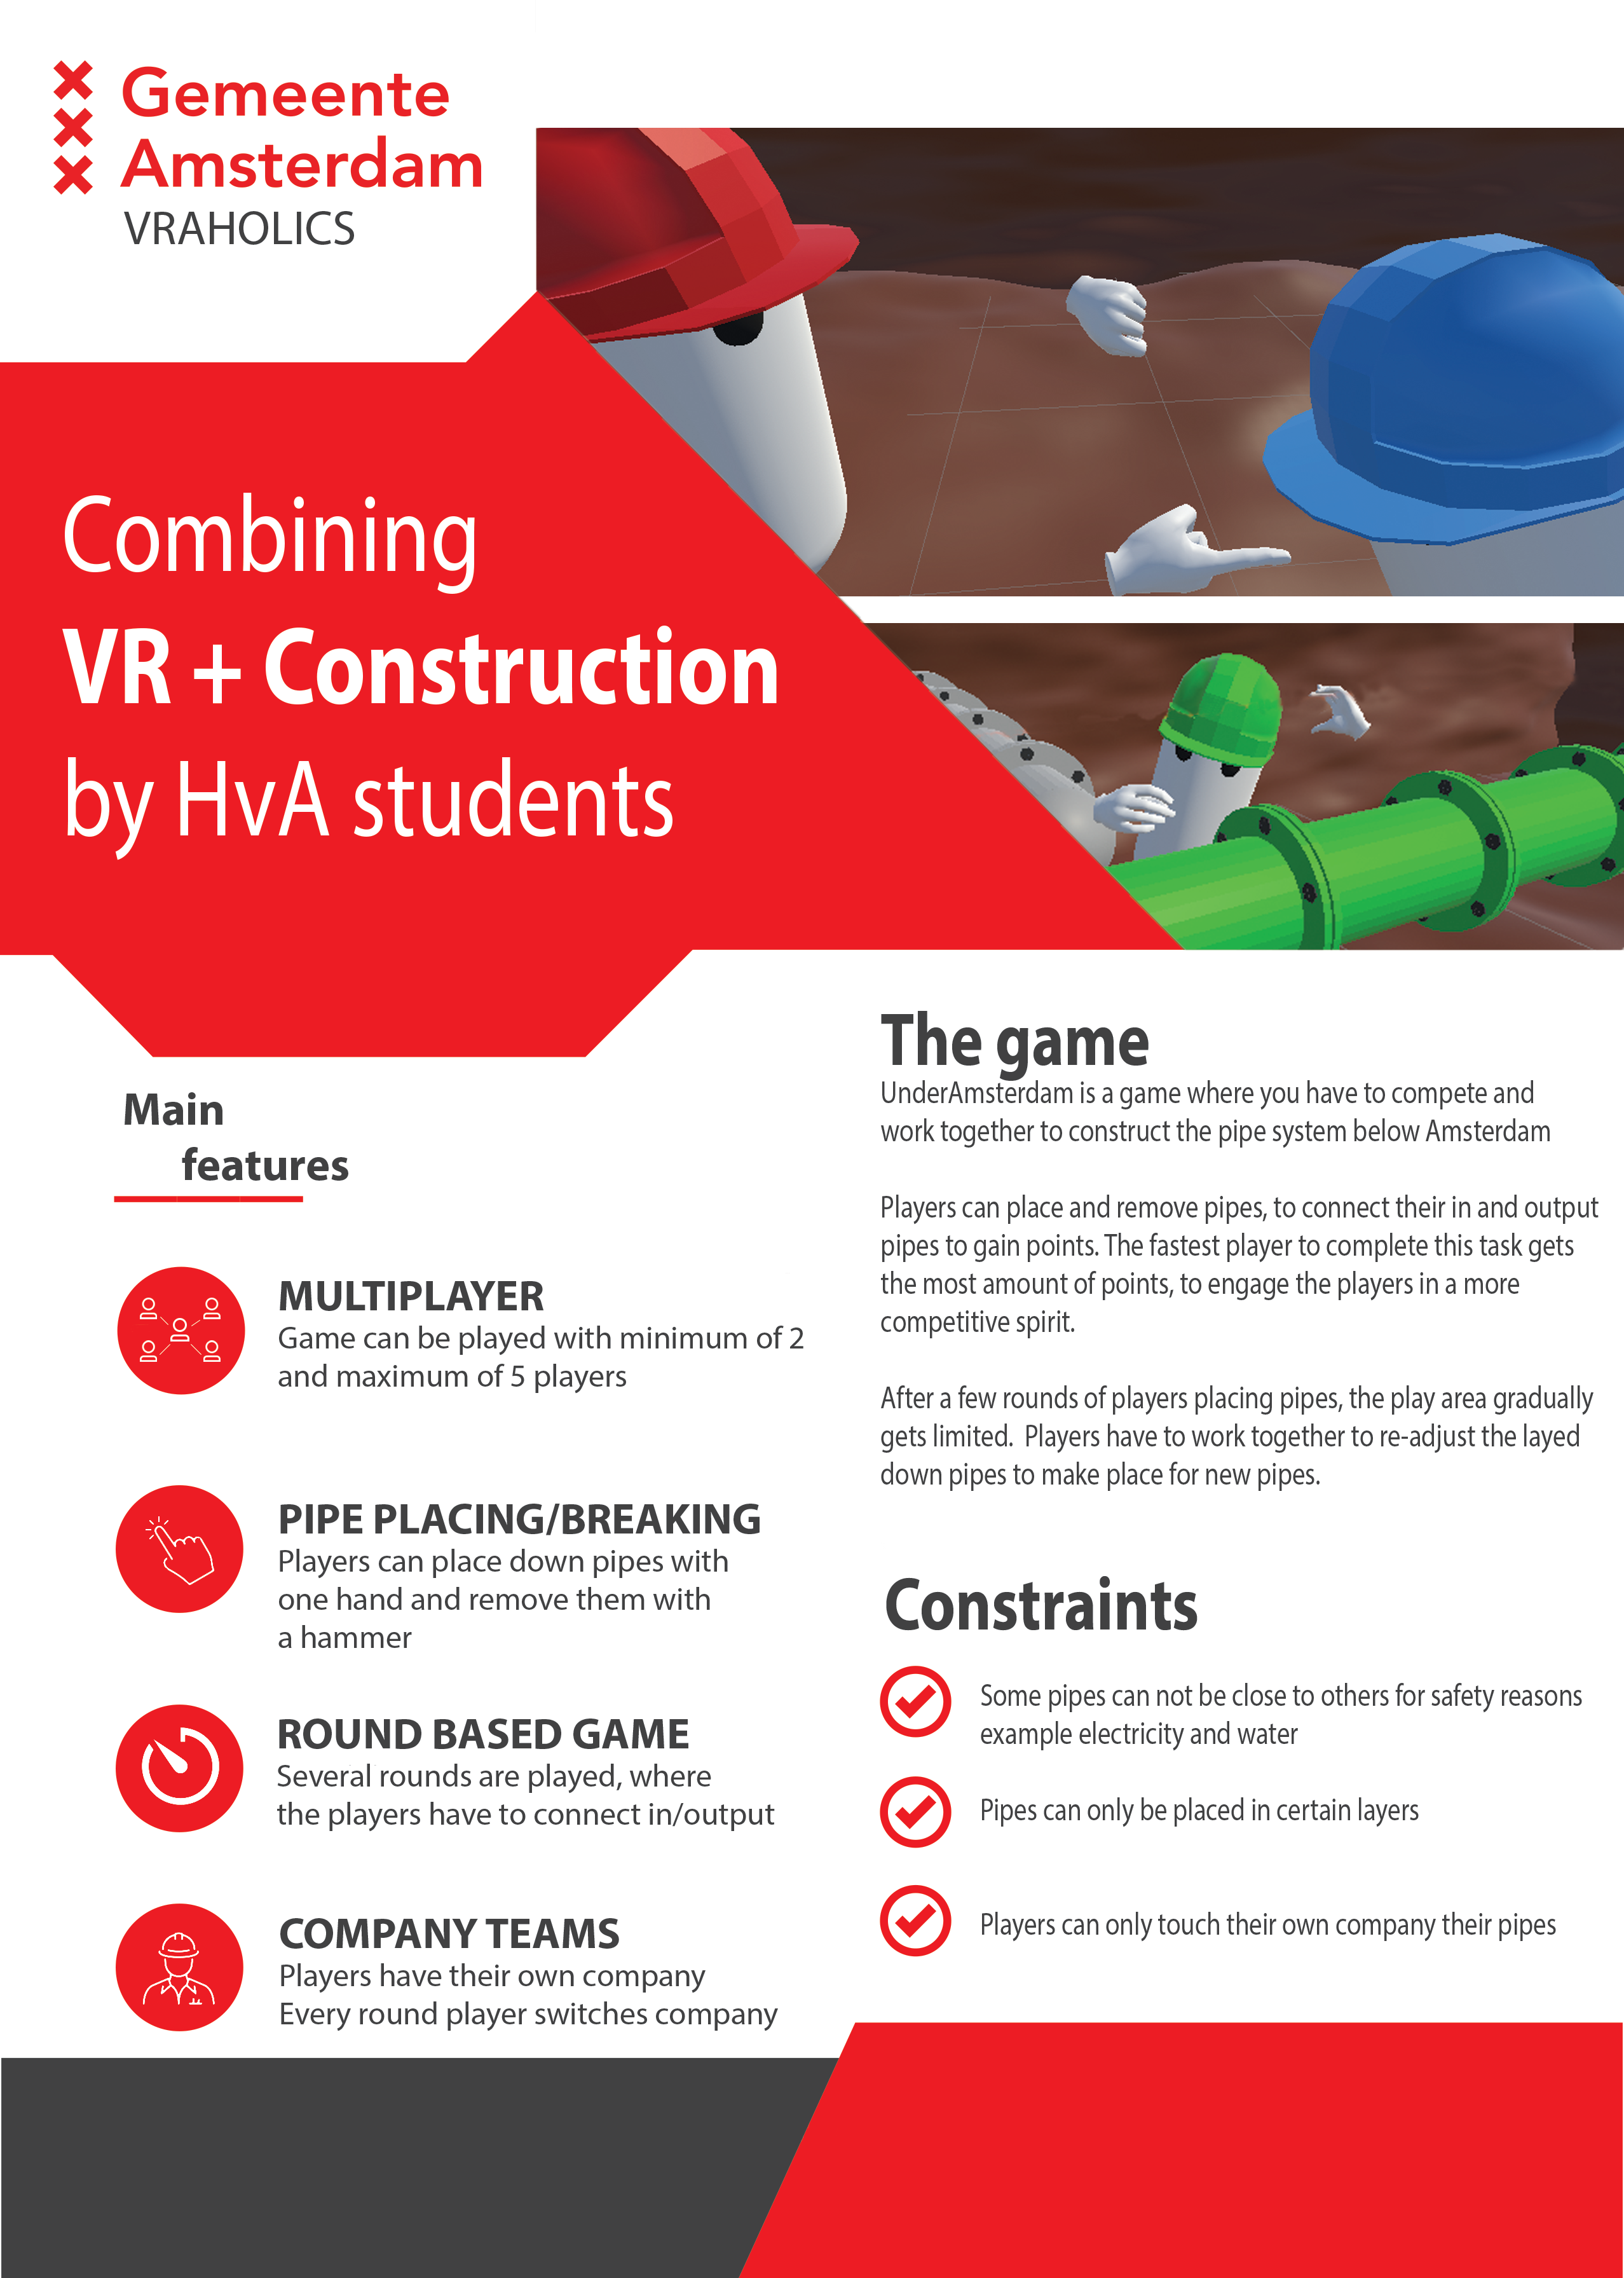 Gemeente
Amsterdam
VRAHOLICS
Combining
VR + Construction
by HvA students
Main
features
MULTIPLAYER
Game can be played with minimum of 2
and maximum of 5 players
PIPE PLACING/BREAKING
Players can place down pipes with
one hand and remove them with
a hammer
ROUND BASED GAME
Several rounds are played, where
the players have to connect in/output
COMPANY TEAMS
Players have their own company
Every round player switches company
The game
UnderAmsterdam is a game where you have to compete and
work together to construct the pipe system below Amsterdam
Players can place and remove pipes, to connect their in and output
pipes to gain points. The fastest player to complete this task gets
the most amount of points, to engage the players in a more
competitive spirit.
After a few rounds of players placing pipes, the play area gradually
gets limited.  Players have to work together to re-adjust the layed
down pipes to make place for new pipes.
Constraints
Some pipes can not be close to others for safety reasons
example electricity and water
Pipes can only be placed in certain layers
Players can only touch their own company their pipes